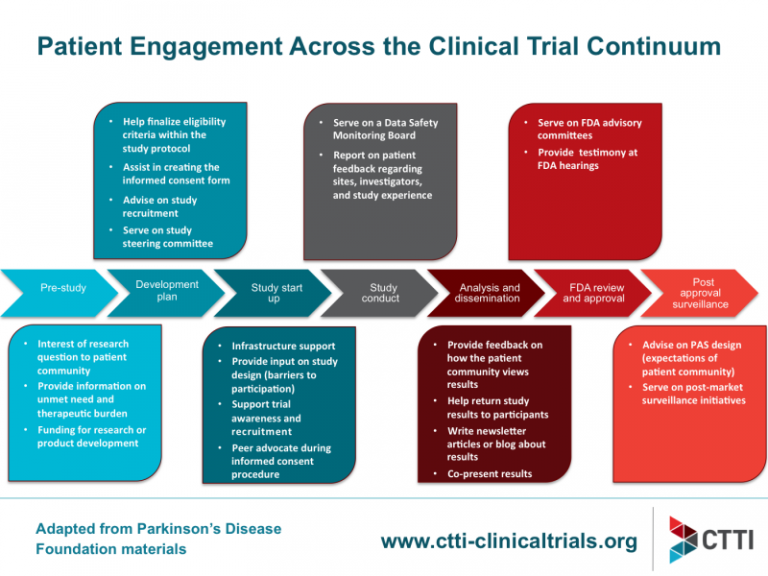 Patient Engagement Across the Clinical Trial Continuum
• Help finalize eligibility
criteria within the
study protocol
• Assist in creating the
informed consent form
• Advise on study
recruitment
• Serve on study
steering committee
• Serve on a Data Safety
Monitoring Board
• Report on patient
feedback regarding
sites, investigators,
and study experience
• Serve on FDA advisory
committees
• Provide testimony at
FDA hearings
Pre-study
Development
plan
Study start
up
Study
conduct
Analysis and
dissemination
FDA review
and approval
Post
approval
surveillance
• Interest of research
question to patient
community
• Provide information on
unmet need and
therapeutic burden
• Funding for research or
product development
• Infrastructure support
• Provide input on study
design (barriers to
participation)
• Support trial
awareness and
recruitment
• Peer advocate during
informed consent
procedure
• Provide feedback on
how the patient
community views
results
• Help return study
results to participants
• Write newsletter
articles or blog about
results
• Co-present results
• Advise on PAS design
(expectations of
patient community)
• Serve on post-market
surveillance initiatives
Adapted from Parkinson's Disease
Foundation materials
www.ctti-clinicaltrials.org
CTTI